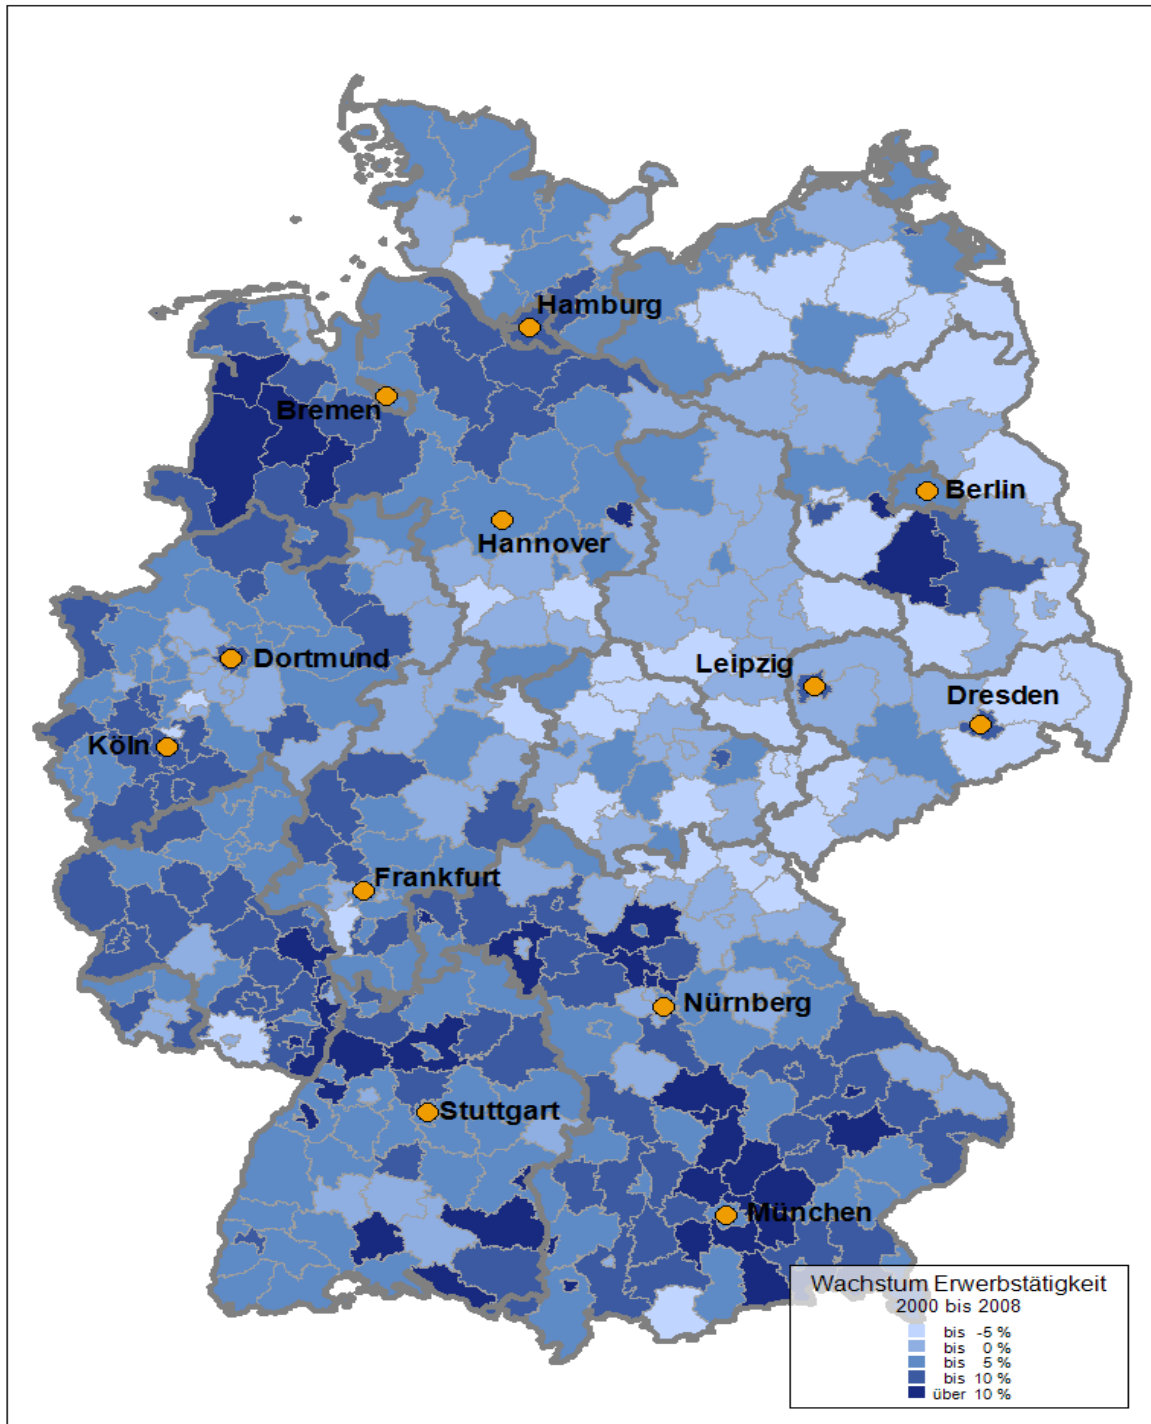 Hamburg
Bremen
Berlin
Hannover
Dortmund
Leipzig
Dresden
Köln
Frankfurt
Nürnberg
Stuttgart
München
Wachstum Erwerbstätigkeit
2000 bis 2008
bis -5 %
bis 0 %
bis 5 %
bis 10 %
über 10 %